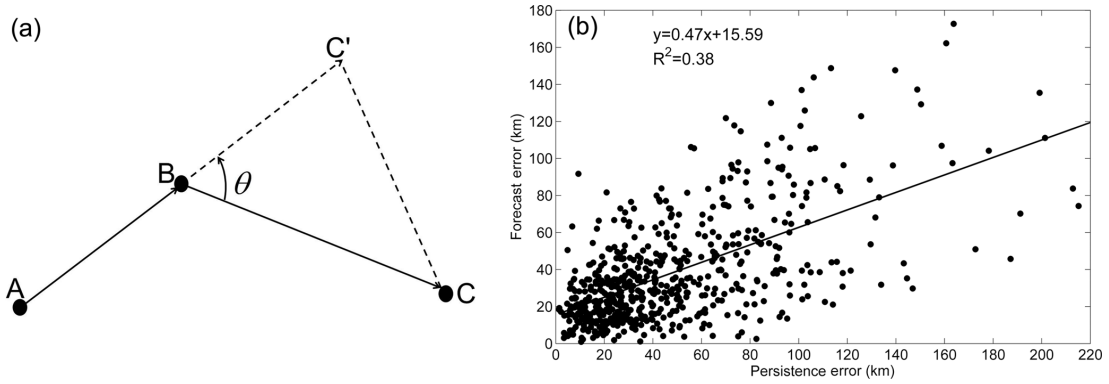 (a)
C'
B
θ
A
C
(b)
y=0.47x+15.59
R²=0.38
180
160
140
120
100
80
60
40
20
0
Forecast error (km)
0 20 40 60 80 100 120 140 160 180 200 220
Persistence error (km)